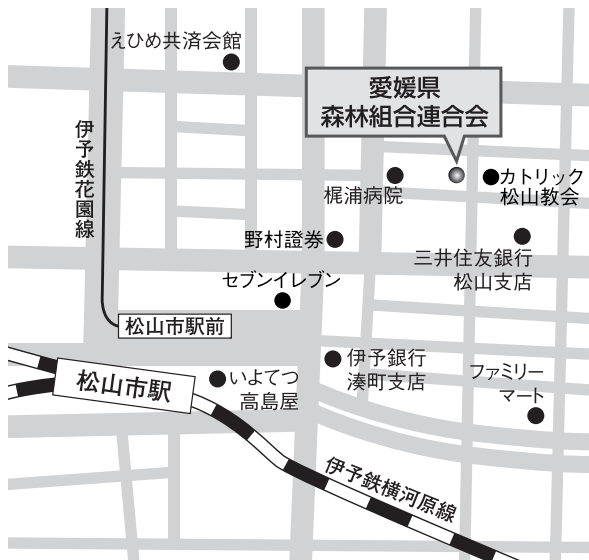 えひめ共済会館
愛媛県
森林組合連合会
伊予鉄花園線
梶浦病院
カトリック
松山教会
野村證券
三井住友銀行
松山支店
セブンイレブン
松山市駅前
松山市駅
いよてつ
高島屋
伊予銀行
湊町支店
ファミリー
マート
伊予鉄横河原線